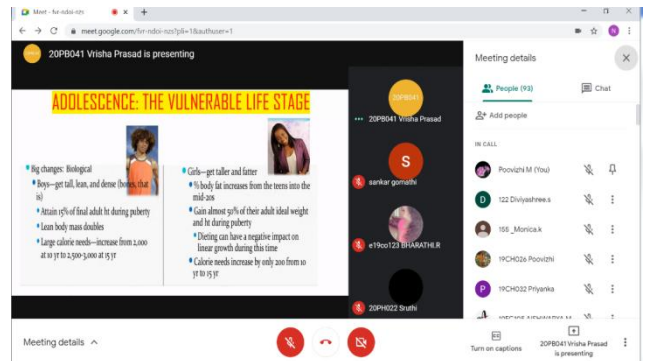 Meet - fvr-ndoi-nzs
meet.google.com/fvr-ndoi-nzs?pli=1&authuser=1
20PB041 Vrisha Prasad is presenting
ADOLESCENCE: THE VULNERABLE LIFE STAGE
Big changes: Biological
Boys—get tall, lean, and dense (bones, that
is)
Attain 15% of final adult ht during puberty
Lean body mass doubles
Large calorie needs—increase from 2,000
at 10 yr to 2,500-3,000 at 15 yr
Girls—get taller and fatter
% body fat increases from the teens into the
mid-20s
Gain almost 50% of their adult ideal weight
and ht during puberty
Dieting can have a negative impact on
linear growth during this time
Calorie needs increase by only 200 from 10
yr to 15 yr
20PB041
20PB041 Vrisha Prasad
S
sankar gomathi
e19co123 BHARATHI.R
20PH022 Sruthi
Meeting details
People (93)
Chat
Add people
IN CALL
Poovizhi M (You)
D
122 Diviyashree.s
155 _Monica.k
19CH026 Poovizhi
P
19CH032 Priyanka
Meeting details
Turn on captions
20PB041 Vrisha Prasad
is presenting